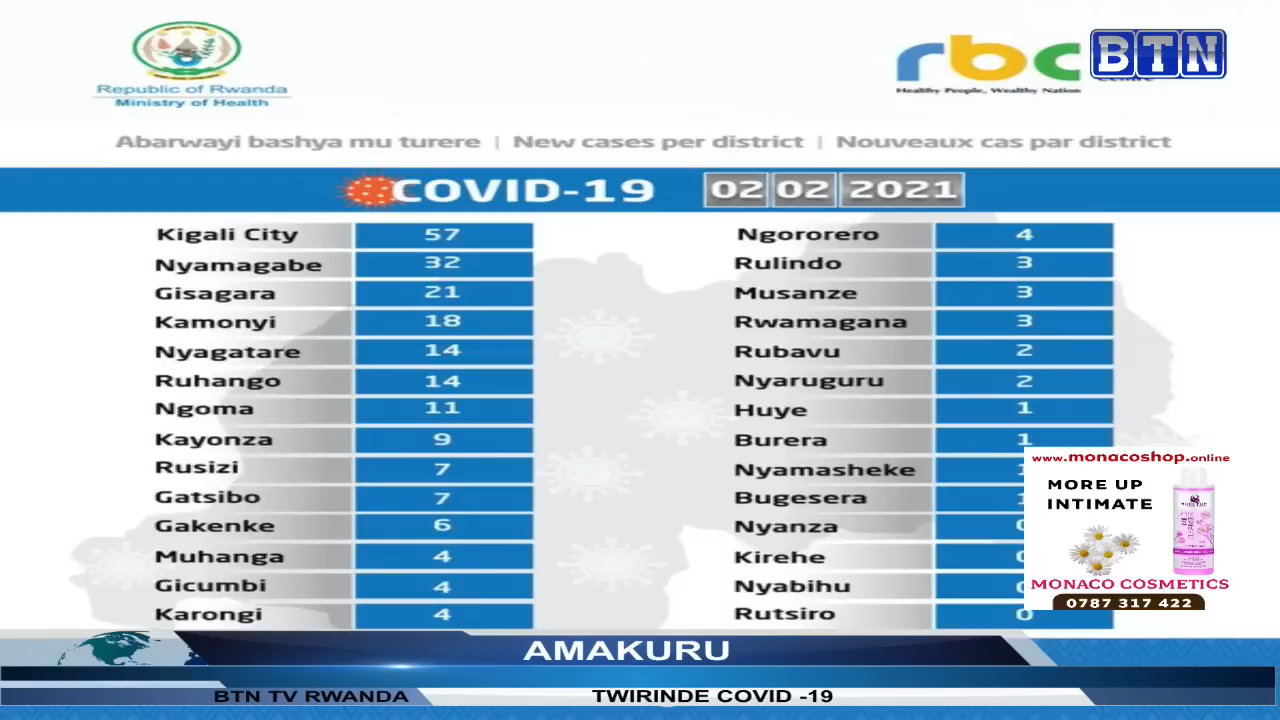 Republic of Rwanda
Ministry of Health
rbc
Healthy People, Wealthy Nation
BTN
Abarwayi bashya mu turere | New cases per district | Nouveaux cas par district
COVID-19 02 02 2021
Kigali City 57
Nyamagabe 32
Gisagara 21
Kamonyi 18
Nyagatare 14
Ruhango 14
Ngoma 11
Kayonza 9
Rusizi 7
Gatsibo 7
Gakenke 6
Muhanga 4
Gicumbi 4
Karongi 4
Ngororero 4
Rulindo 3
Musanze 3
Rwamagana 3
Rubavu 2
Nyaruguru 2
Huye 1
Burera 1
Nyamasheke
Bugesera
Nyanza
Kirehe
Nyabihu
Rutsiro 0
www.monacoshop.online
MORE UP
INTIMATE
MONACO COSMETICS
0787 317 422
AMAKURU
BTN TV RWANDA
TWIRINDE COVID -19